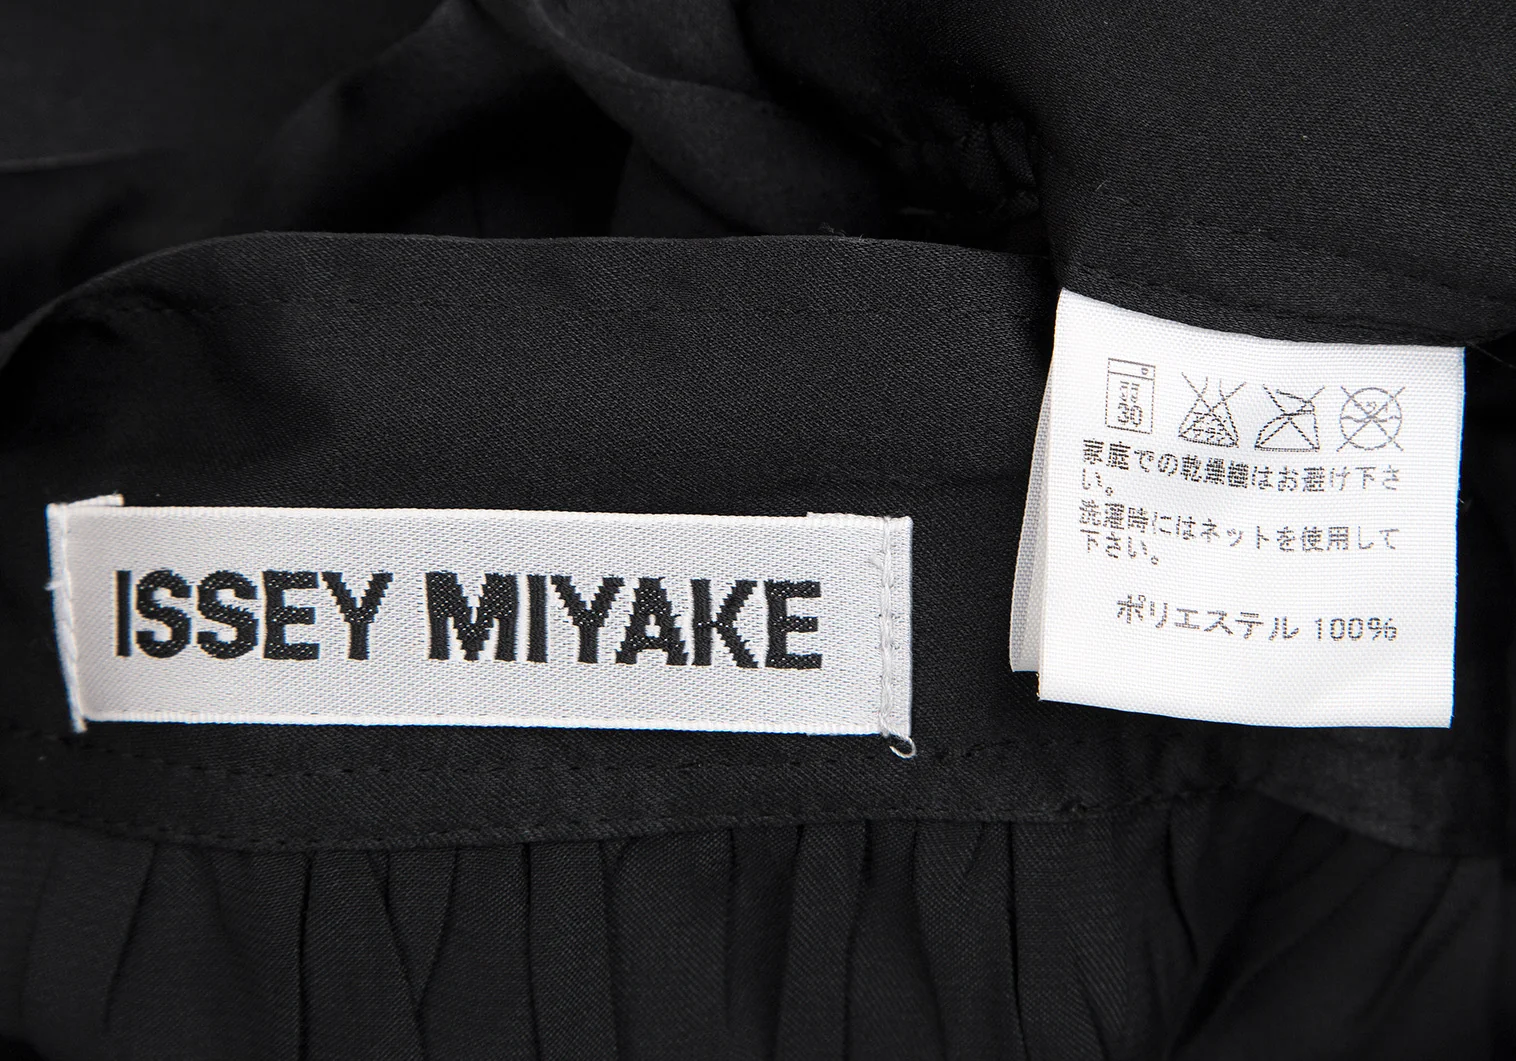 ISSEY MIYAKE
30
家庭での乾燥機はお避け下さ
い。
洗濯時にはネットを使用して
下さい。
ポリエステル 100%